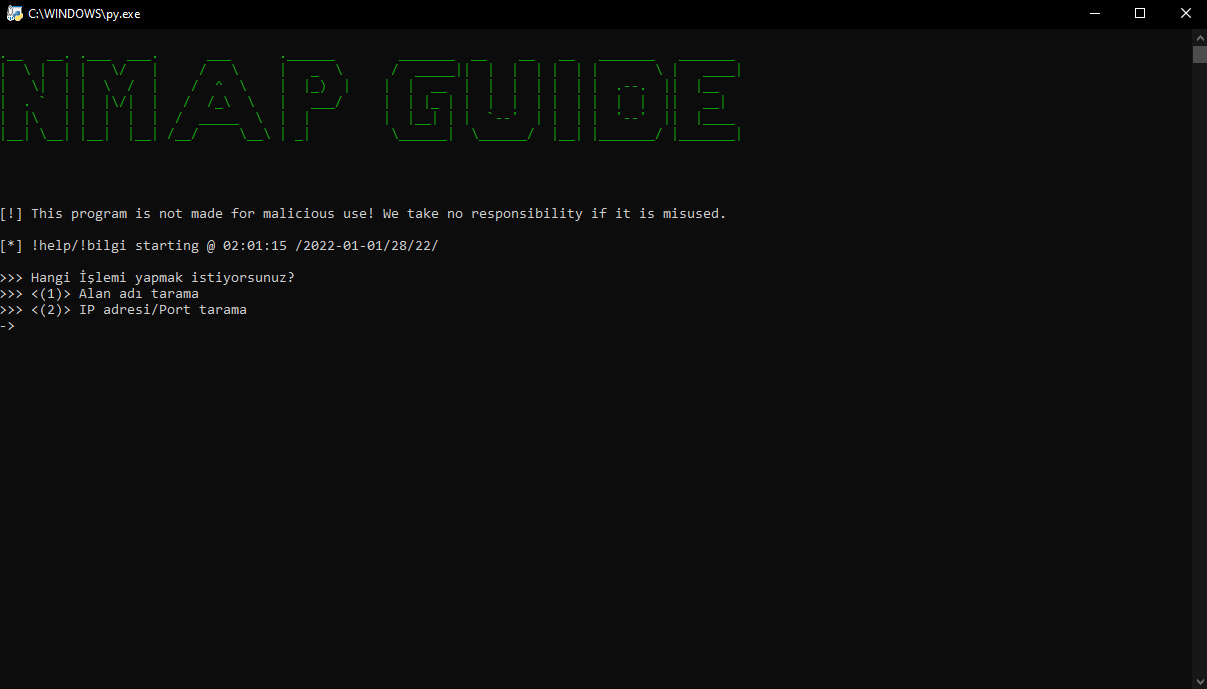 C:\WINDOWS\py.exe
NMAP GUIDE
[!] This program is not made for malicious use! We take no responsibility if it is misused.
[*] !help/!bilgi starting @ 02:01:15 /2022-01-01/28/22/
>>> Hangi İşlemi yapmak istiyorsunuz?
>>> <(1)> Alan adı tarama
>>> <(2)> IP adresi/Port tarama
->